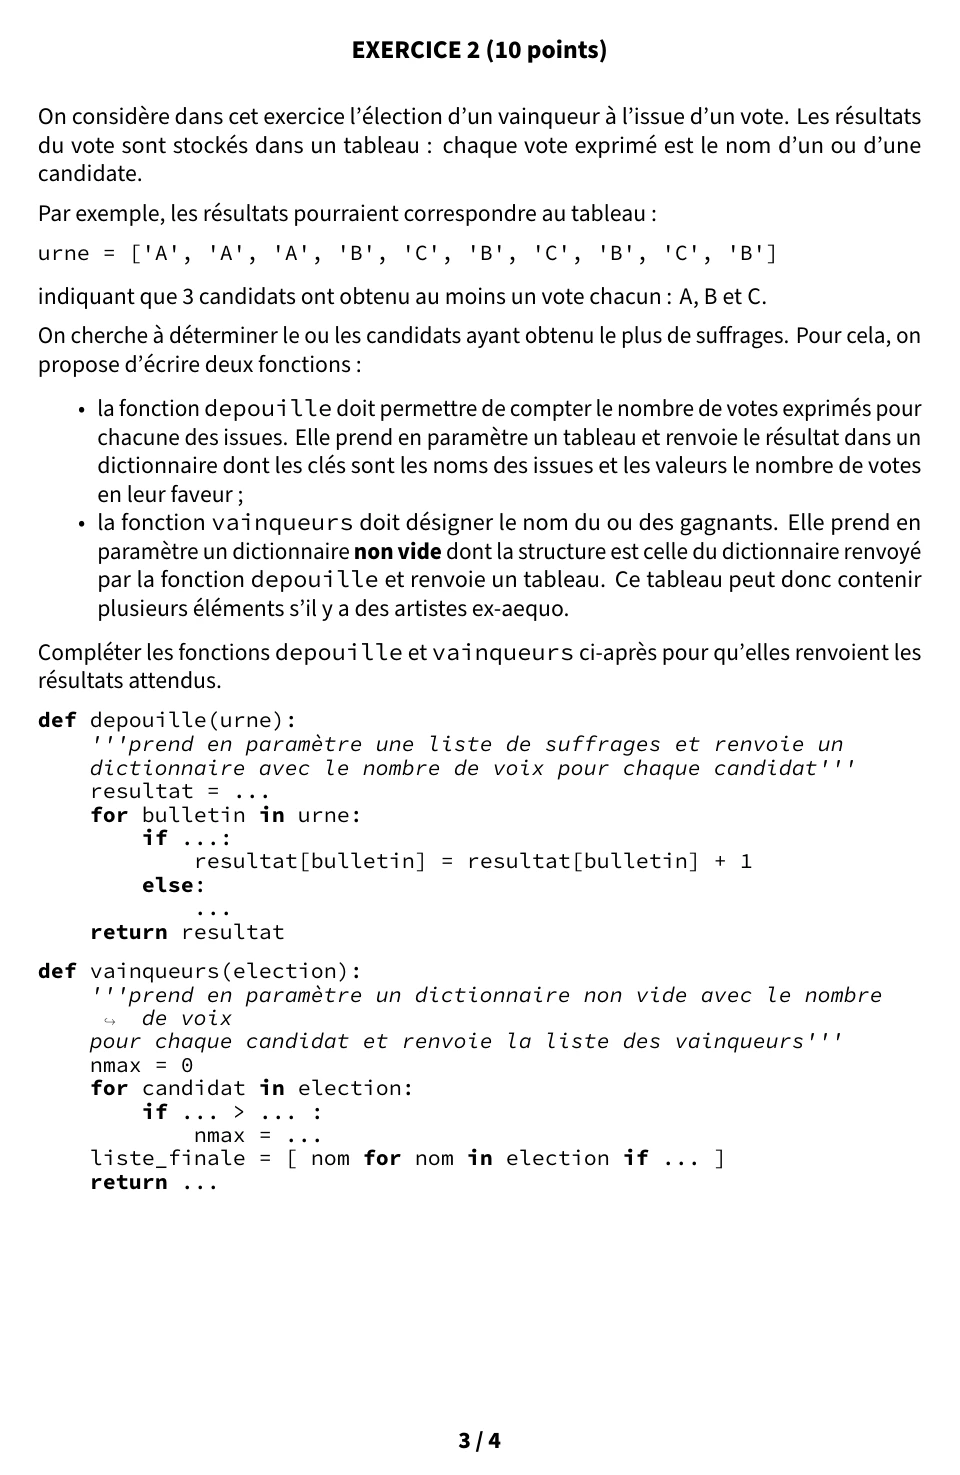 EXERCICE 2 (10 points)
On considère dans cet exercice l’élection d’un vainqueur à l’issue d’un vote. Les résultats
du vote sont stockés dans un tableau : chaque vote exprimé est le nom d’un ou d’une
candidate.
Par exemple, les résultats pourraient correspondre au tableau :
urne = ['A', 'A', 'A', 'B', 'C', 'B', 'C', 'B', 'C', 'B']
indiquant que 3 candidats ont obtenu au moins un vote chacun : A, B et C.
On cherche à déterminer le ou les candidats ayant obtenu le plus de suffrages. Pour cela, on
propose d’écrire deux fonctions :
• la fonction depouille doit permettre de compter le nombre de votes exprimés pour
chacune des issues. Elle prend en paramètre un tableau et renvoie le résultat dans un
dictionnaire dont les clés sont les noms des issues et les valeurs le nombre de votes
en leur faveur ;
• la fonction vainqueurs doit désigner le nom du ou des gagnants. Elle prend en
paramètre un dictionnaire non vide dont la structure est celle du dictionnaire renvoyé
par la fonction depouille et renvoie un tableau. Ce tableau peut donc contenir
plusieurs éléments s’il y a des artistes ex-aequo.
Compléter les fonctions depouille et vainqueurs ci-après pour qu’elles renvoient les
résultats attendus.
def depouille(urne):
    '''prend en paramètre une liste de suffrages et renvoie un
    dictionnaire avec le nombre de voix pour chaque candidat'''
    resultat = ...
    for bulletin in urne:
        if ...:
            resultat[bulletin] = resultat[bulletin] + 1
        else:
            ...
    return resultat
def vainqueurs(election):
    '''prend en paramètre un dictionnaire non vide avec le nombre
     ↪ de voix
    pour chaque candidat et renvoie la liste des vainqueurs'''
    nmax = 0
    for candidat in election:
        if ... > ... :
            nmax = ...
    liste_finale = [ nom for nom in election if ... ]
    return ...
3 / 4